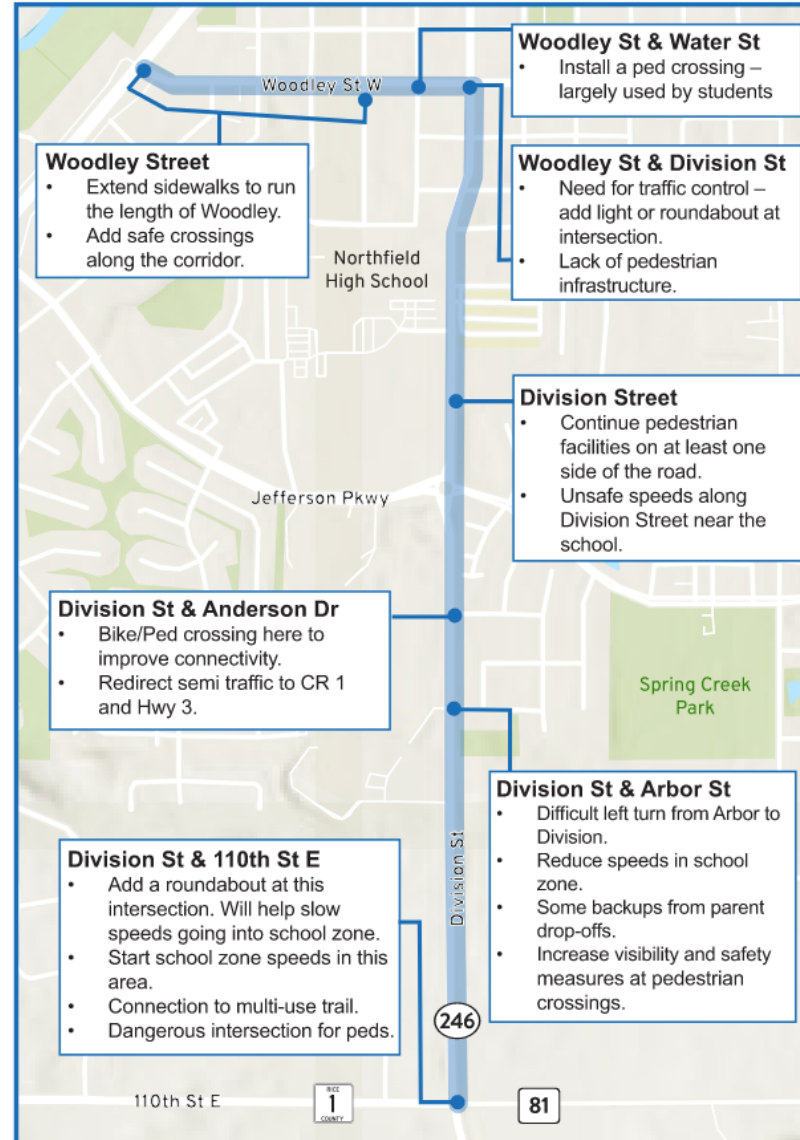 Woodley St & Water St
• Install a ped crossing –
largely used by students
Woodley St W
Woodley Street
• Extend sidewalks to run
the length of Woodley.
• Add safe crossings
along the corridor.
Woodley St & Division St
• Need for traffic control –
add light or roundabout at
intersection.
• Lack of pedestrian
infrastructure.
Northfield
High School
Division Street
• Continue pedestrian
facilities on at least one
side of the road.
• Unsafe speeds along
Division Street near the
school.
Jefferson Pkwy
Division St & Anderson Dr
• Bike/Ped crossing here to
improve connectivity.
• Redirect semi traffic to CR 1
and Hwy 3.
Spring Creek
Park
Division St & Arbor St
• Difficult left turn from Arbor to
Division.
• Reduce speeds in school
zone.
• Some backups from parent
drop-offs.
• Increase visibility and safety
measures at pedestrian
crossings.
Division St
Division St & 110th St E
• Add a roundabout at this
intersection. Will help slow
speeds going into school zone.
• Start school zone speeds in this
area.
• Connection to multi-use trail.
• Dangerous intersection for peds.
246
110th St E
RICE
1
COUNTY
81